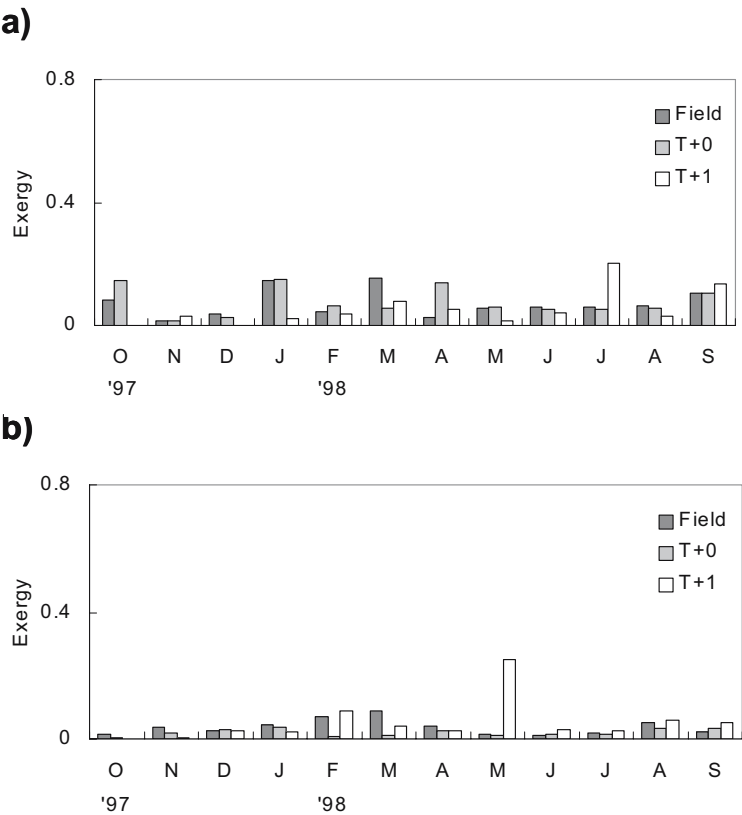 a)
0.8
Field
T+0
T+1
0.4
Exergy
0
O N D J F M A M J J A S
'97 '98
b)
0.8
Field
T+0
T+1
0.4
Exergy
0
O N D J F M A M J J A S
'97 '98